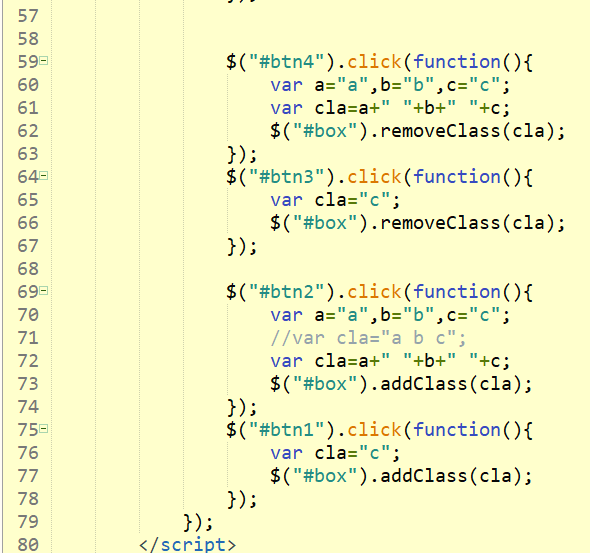 57
58
59 $("#btn4").click(function(){
60 var a="a",b="b",c="c";
61 var cla=a+" "+b+" "+c;
62 $("#box").removeClass(cla);
63 });
64 $("#btn3").click(function(){
65 var cla="c";
66 $("#box").removeClass(cla);
67 });
68
69 $("#btn2").click(function(){
70 var a="a",b="b",c="c";
71 //var cla="a b c";
72 var cla=a+" "+b+" "+c;
73 $("#box").addClass(cla);
74 });
75 $("#btn1").click(function(){
76 var cla="c";
77 $("#box").addClass(cla);
78 });
79 });
80 </script>